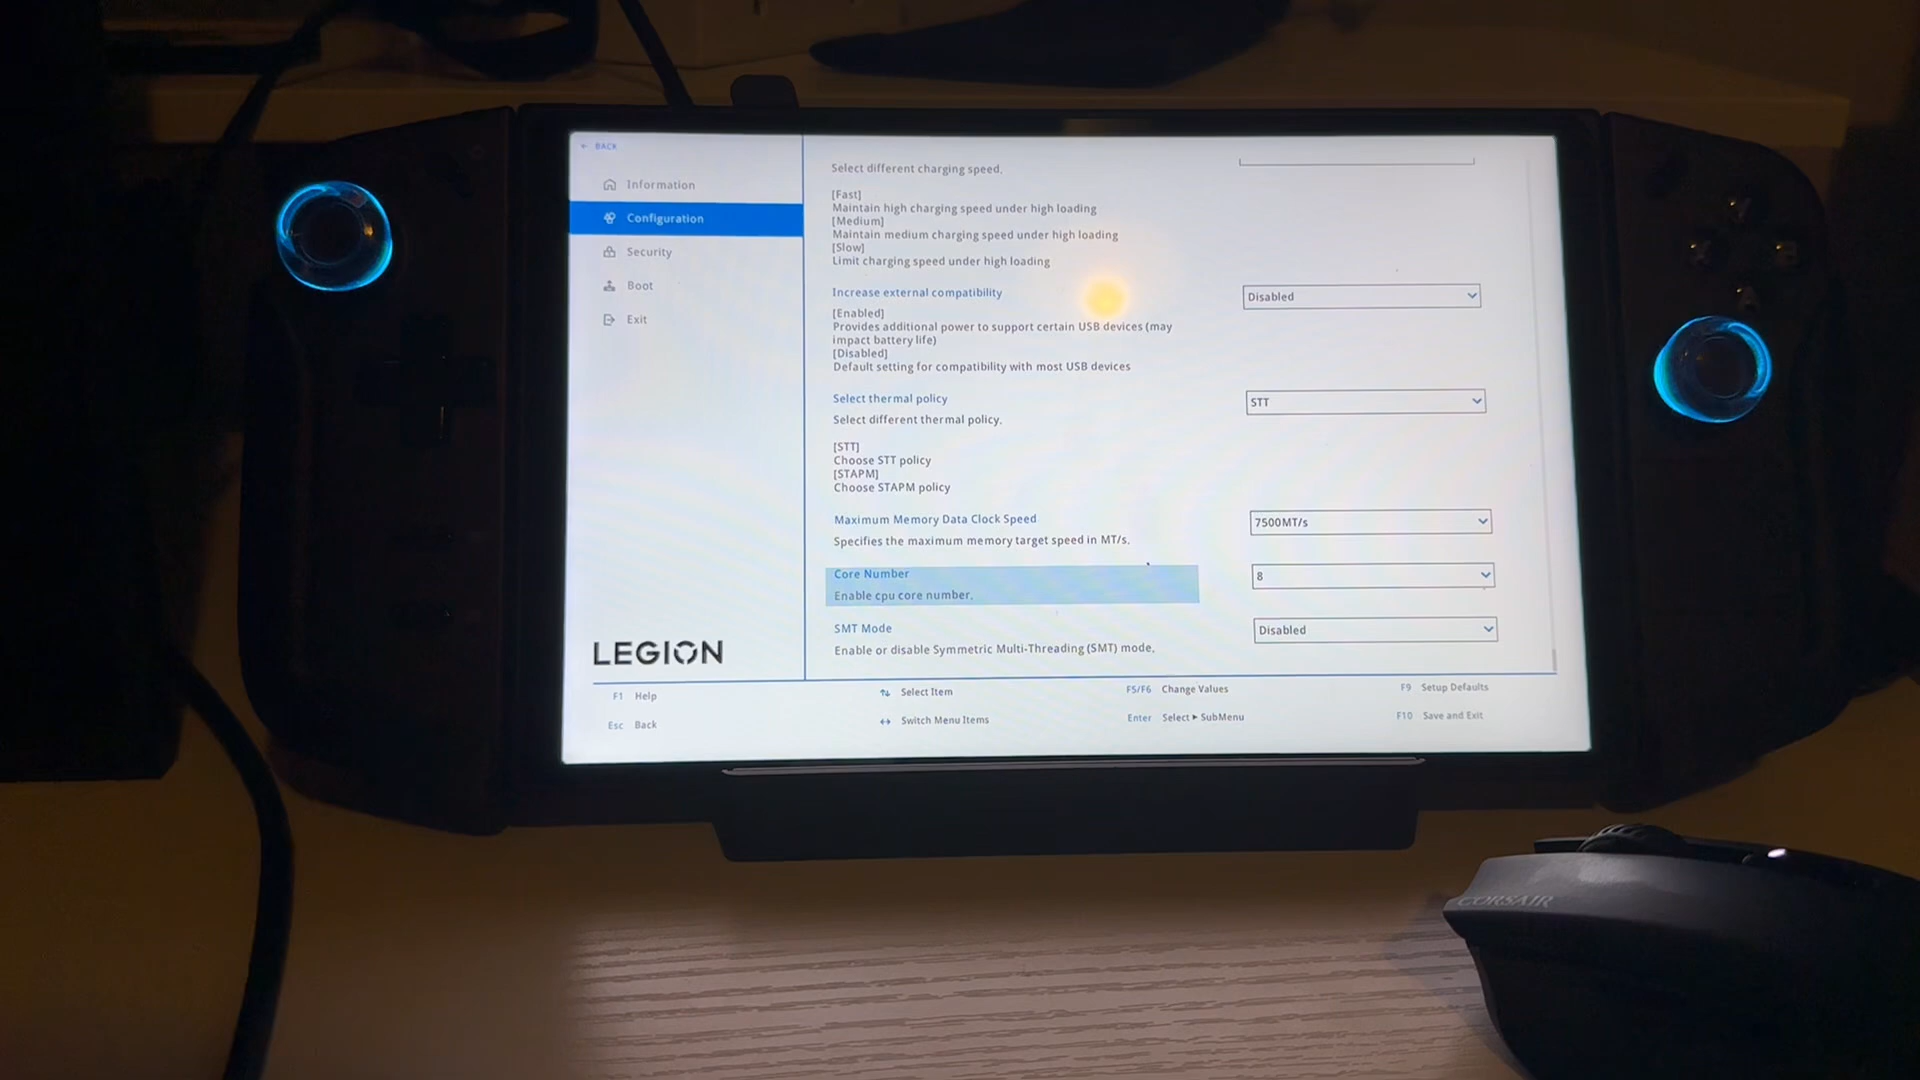 ← BACK
Information
Configuration
Security
Boot
Exit
LEGION
Select different charging speed.
[Fast]
Maintain high charging speed under high loading
[Medium]
Maintain medium charging speed under high loading
[Slow]
Limit charging speed under high loading
Increase external compatibility
Disabled
[Enabled]
Provides additional power to support certain USB devices (may
impact battery life)
[Disabled]
Default setting for compatibility with most USB devices
Select thermal policy
STT
Select different thermal policy.
[STT]
Choose STT policy
[STAPM]
Choose STAPM policy
Maximum Memory Data Clock Speed
7500MT/s
Specifies the maximum memory target speed in MT/s.
Core Number
8
Enable cpu core number.
SMT Mode
Disabled
Enable or disable Symmetric Multi-Threading (SMT) mode.
F1 Help
↑↓ Select Item
F5/F6 Change Values
F9 Setup Defaults
Esc Back
↔ Switch Menu Items
Enter Select ▸ SubMenu
F10 Save and Exit
CORSAIR